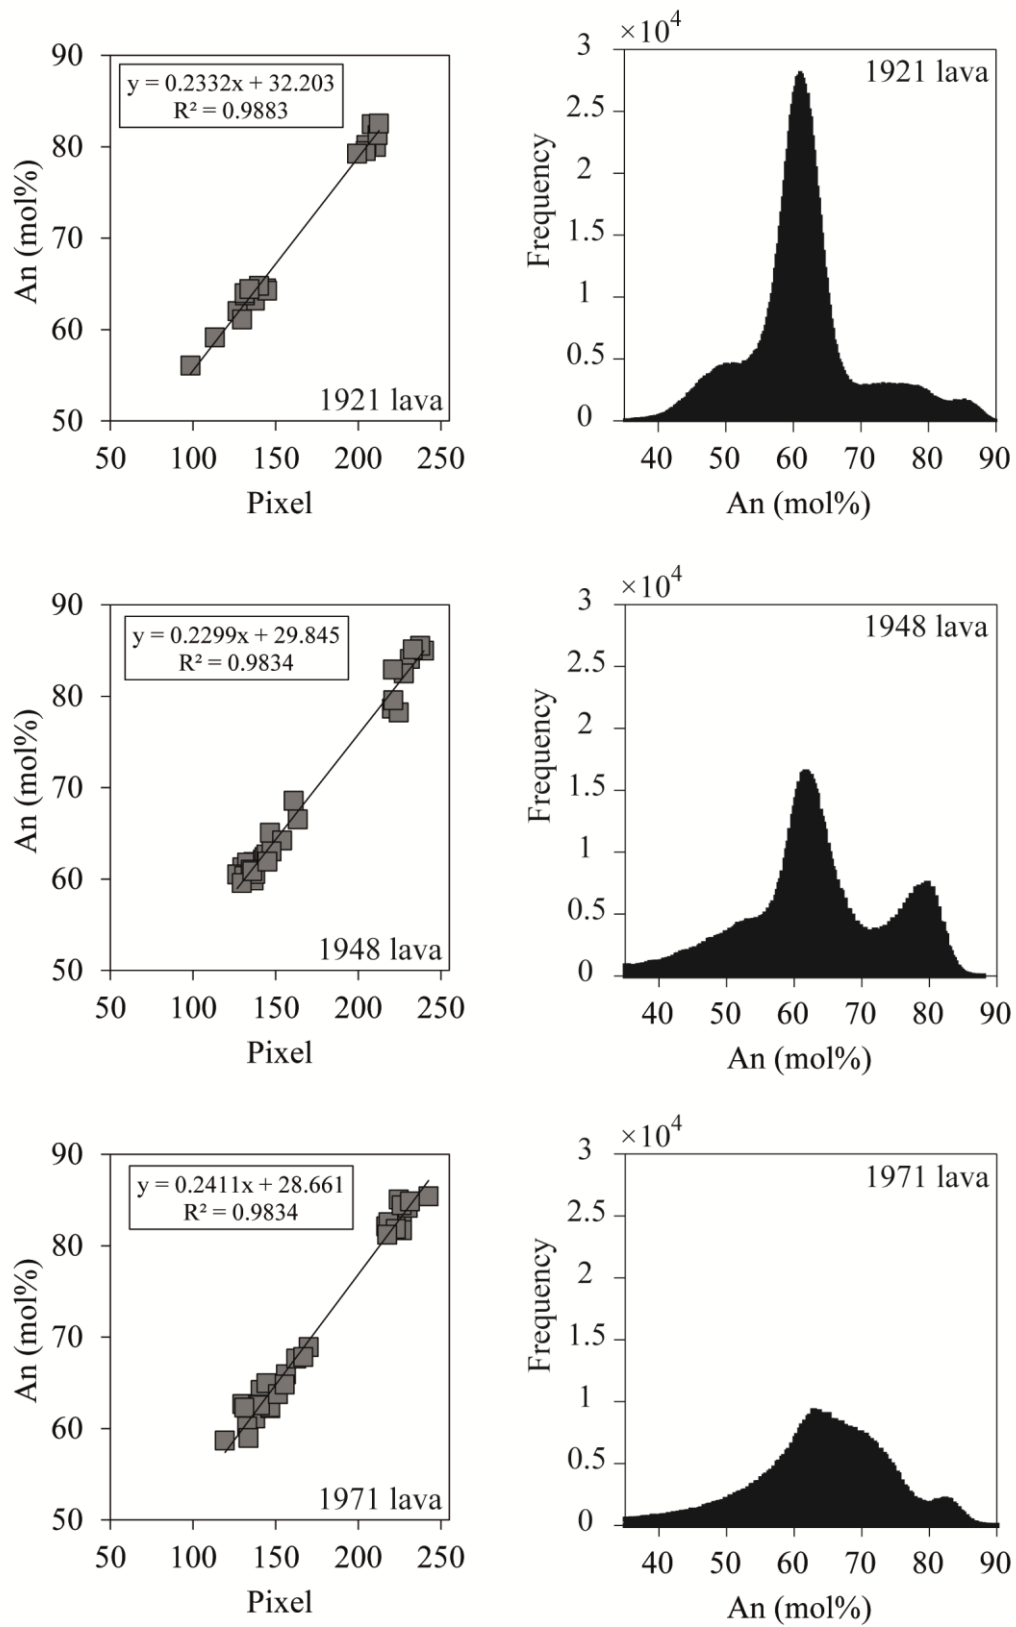 90
80
70
60
50
An (mol%)
y = 0.2332x + 32.203
R² = 0.9883
1921 lava
50 100 150 200 250
Pixel
×10⁴
3
2.5
2
1.5
1
0.5
0
Frequency
1921 lava
40 50 60 70 80 90
An (mol%)
90
80
70
60
50
An (mol%)
y = 0.2299x + 29.845
R² = 0.9834
1948 lava
50 100 150 200 250
Pixel
×10⁴
3
2.5
2
1.5
1
0.5
0
Frequency
1948 lava
40 50 60 70 80 90
An (mol%)
90
80
70
60
50
An (mol%)
y = 0.2411x + 28.661
R² = 0.9834
1971 lava
50 100 150 200 250
Pixel
×10⁴
3
2.5
2
1.5
1
0.5
0
Frequency
1971 lava
40 50 60 70 80 90
An (mol%)